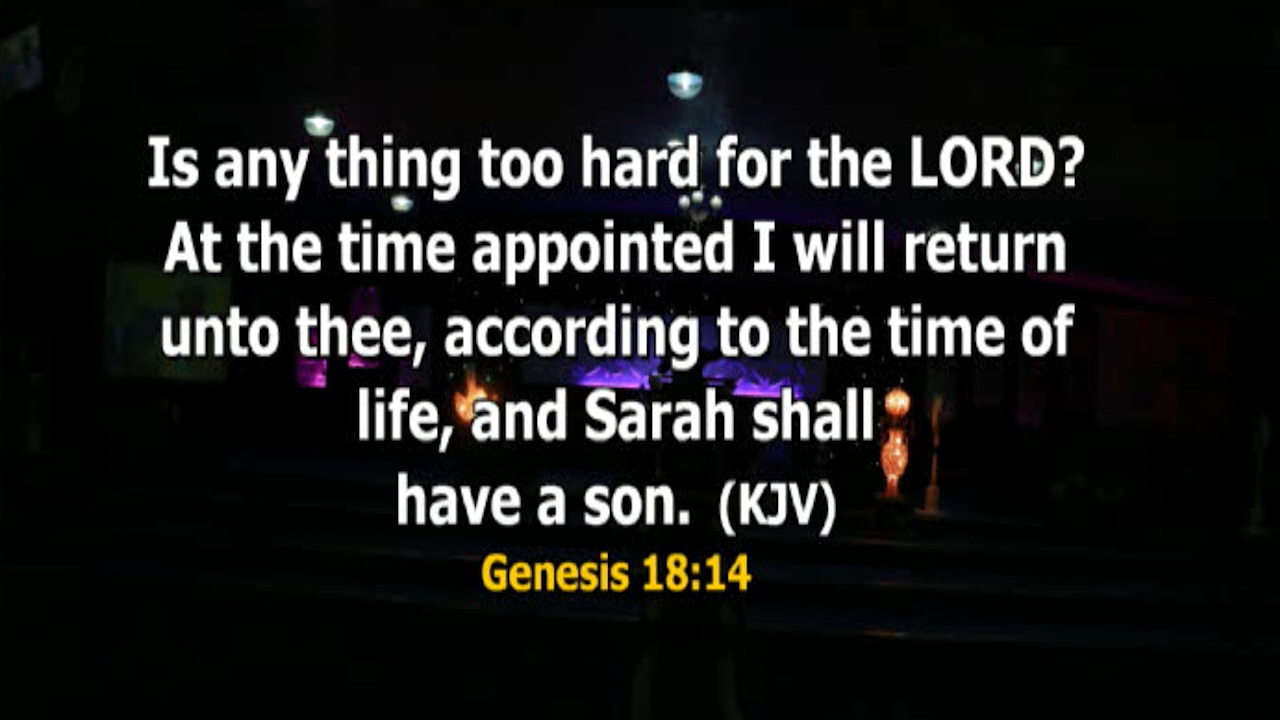 Is any thing too hard for the LORD?
At the time appointed I will return
unto thee, according to the time of
life, and Sarah shall
have a son. (KJV)
Genesis 18:14